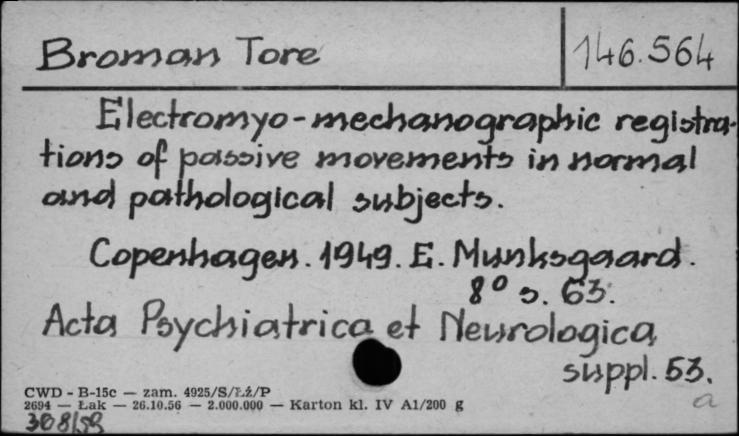 Broman Tore
146.564
Electromyo-mechanographic registra-
tions of passive movements in normal
and pathological subjects.
Copenhagen. 1949. E. Munksgaard.
8° s. 63.
Acta Psychiatrica et Neurologica
suppl. 53.
CWD - B-15c — zam. 4925/S/Łź/P
2694 — Łak — 26.10.56 — 2.000.000 — Karton kl. IV A1/200 g
a